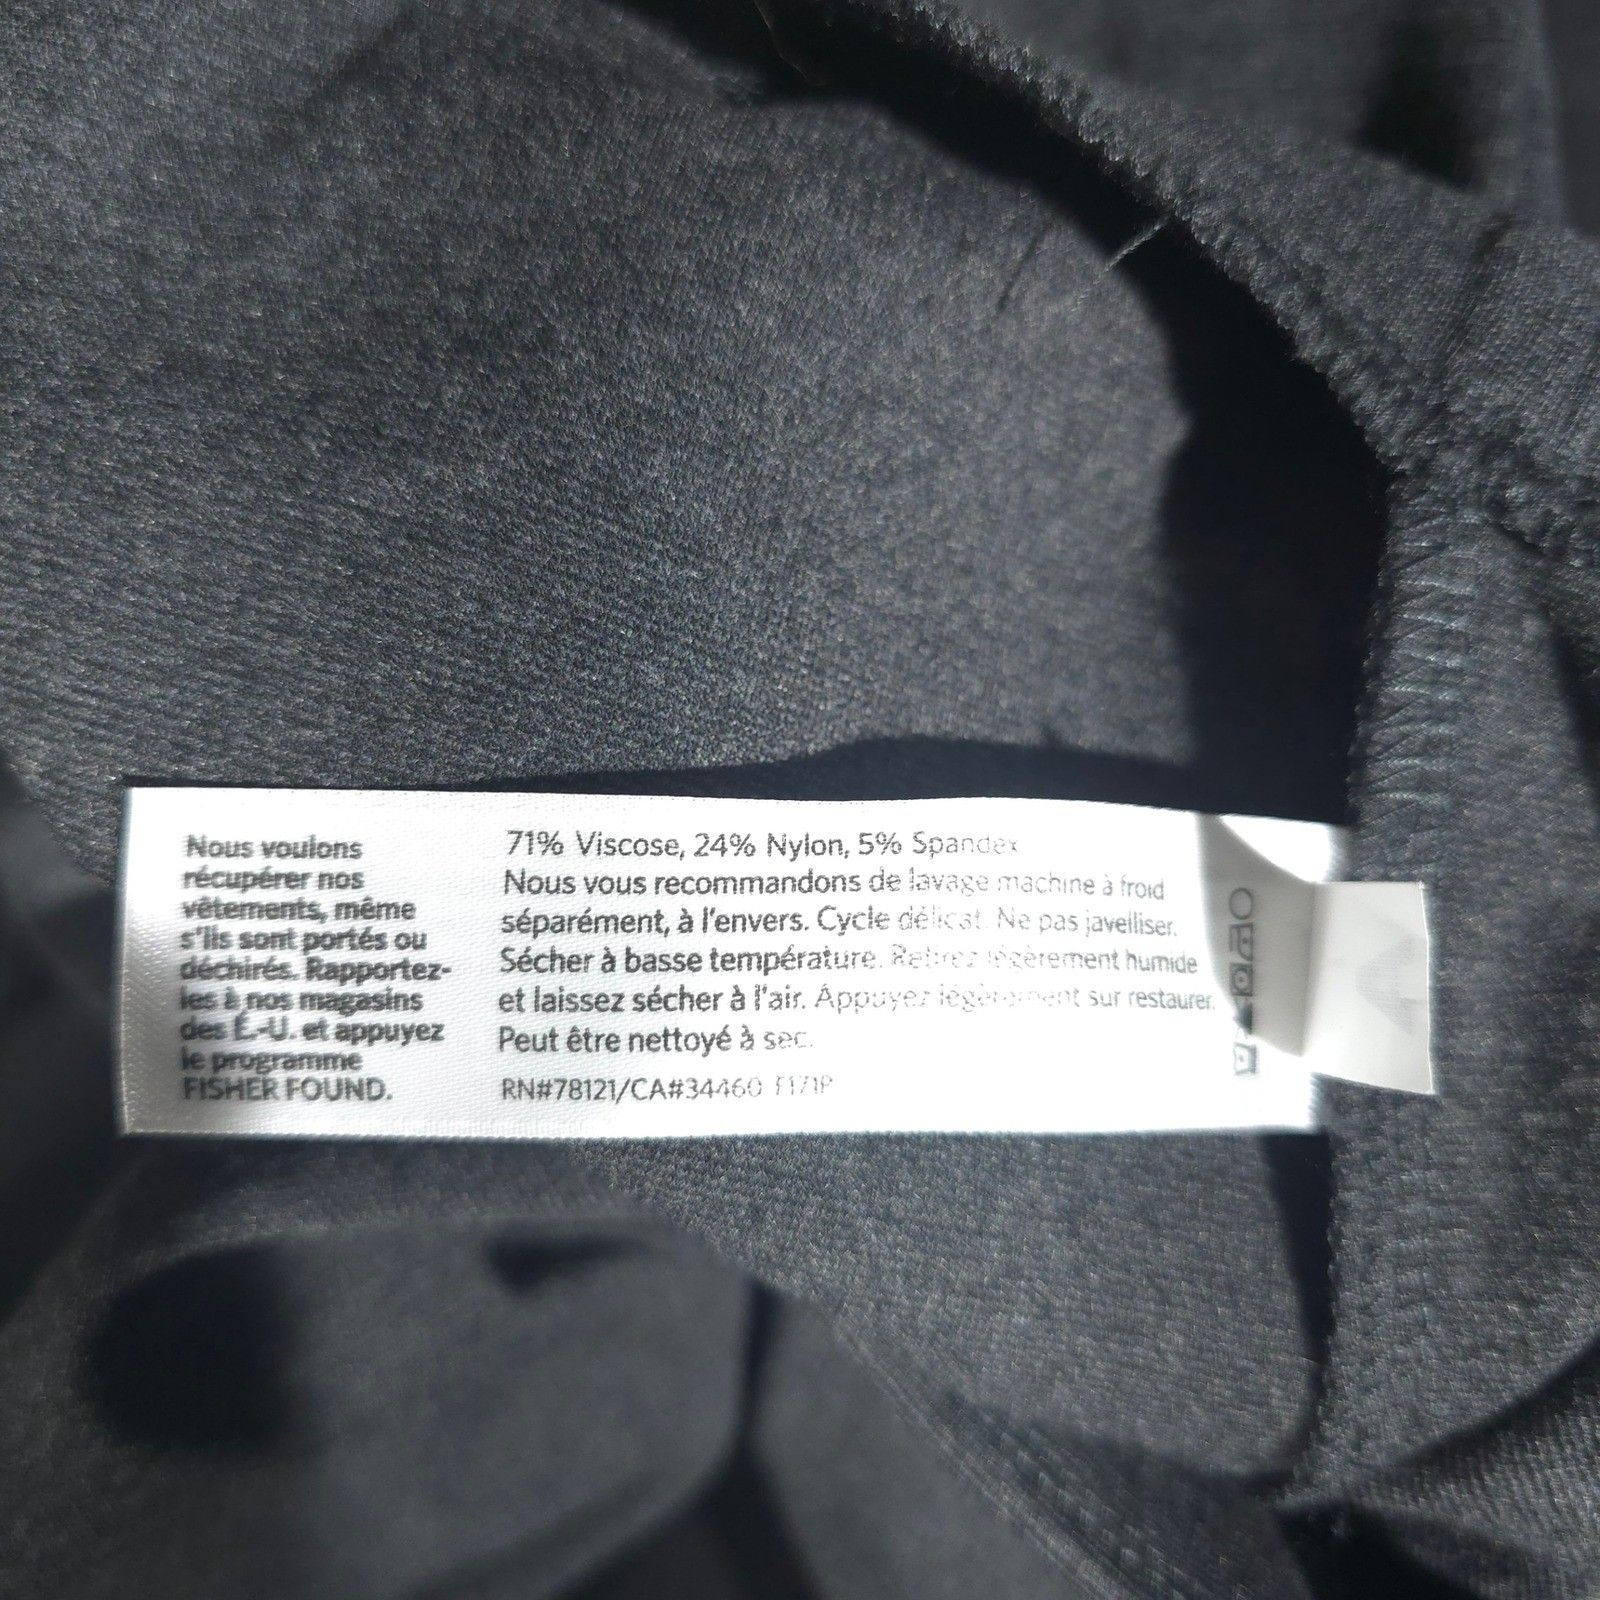 Nous voulons
récupérer nos
vêtements, même
s'ils sont portés ou
déchirés. Rapportez-
les à nos magasins
des É.-U. et appuyez
le programme
FISHER FOUND.
71% Viscose, 24% Nylon, 5% Spandex
Nous vous recommandons de lavage machine à froid
séparément, à l'envers. Cycle délicat. Ne pas javelliser.
Sécher à basse température. Retirez légèrement humide
et laissez sécher à l'air. Appuyez légèrement sur restaurer.
Peut être nettoyé à sec.
RN#78121/CA#34460 F171P